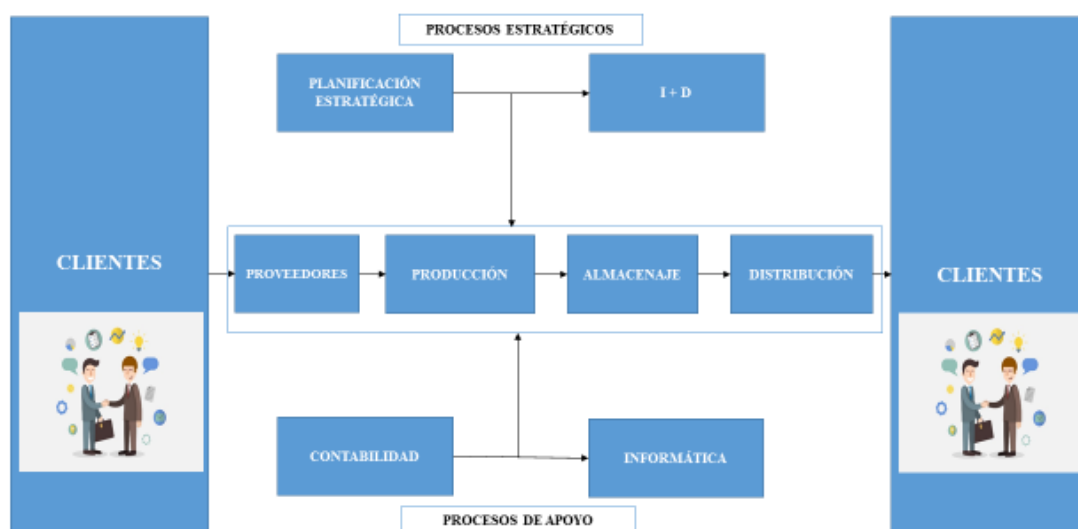 PROCESOS ESTRATÉGICOS
PLANIFICACIÓN
ESTRATÉGICA
I + D
CLIENTES
PROVEEDORES
PRODUCCIÓN
ALMACENAJE
DISTRIBUCIÓN
CLIENTES
CONTABILIDAD
INFORMÁTICA
PROCESOS DE APOYO